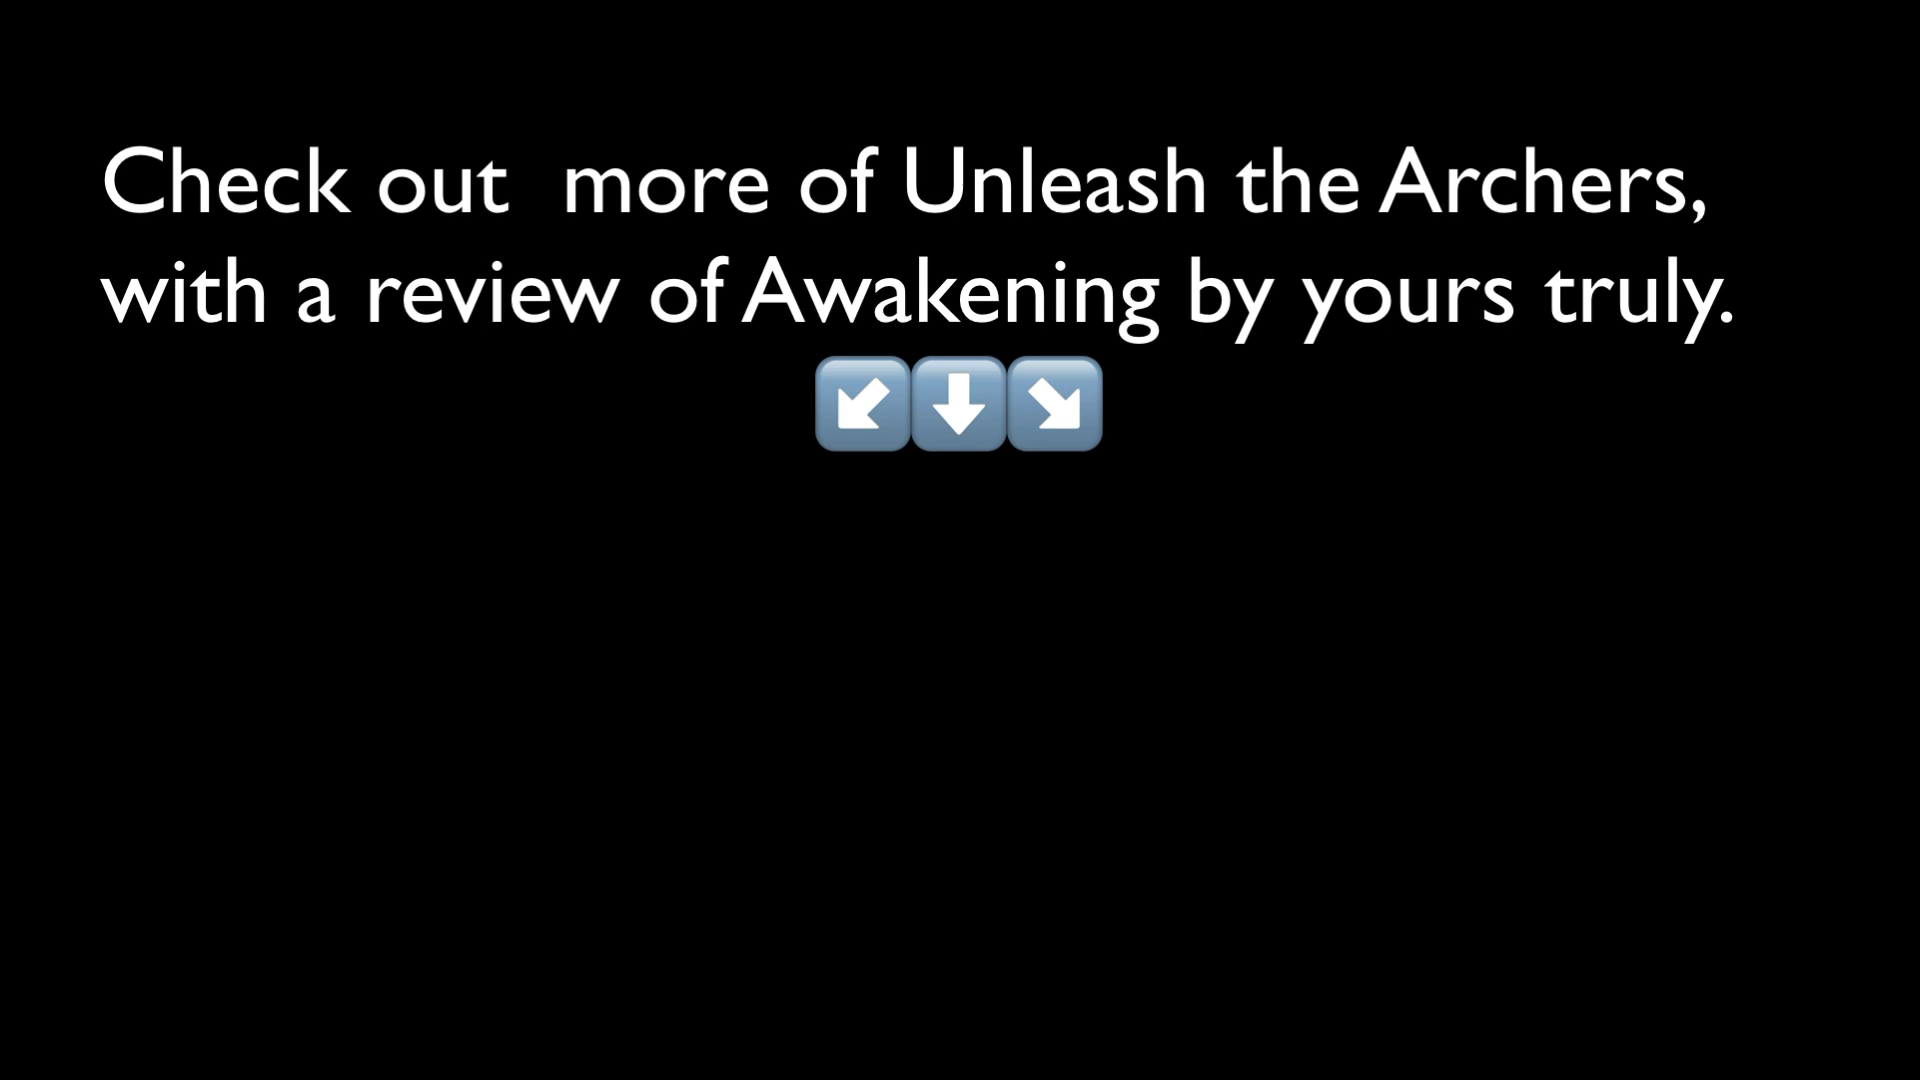 Check out  more of Unleash the Archers,
with a review of Awakening by yours truly.
↙️⬇️↘️